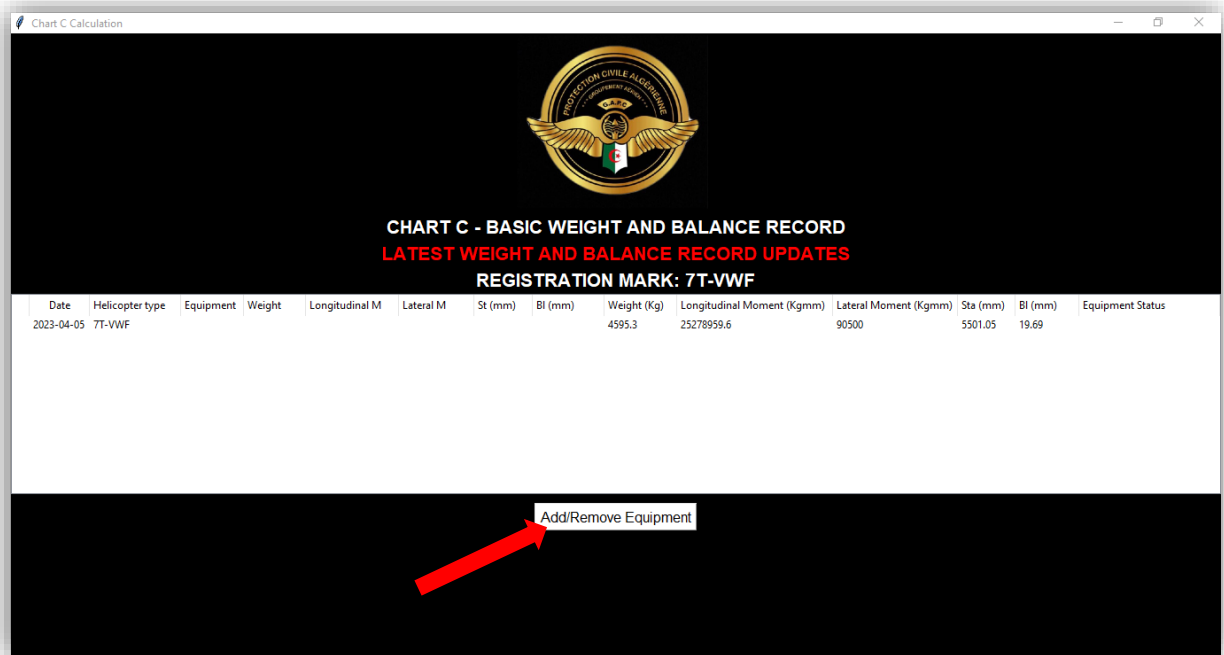 Chart C Calculation
PROTECTION CIVILE ALGÉRIENNE
GROUPEMENT AÉRIEN
G.A.P.C
CHART C - BASIC WEIGHT AND BALANCE RECORD
LATEST WEIGHT AND BALANCE RECORD UPDATES
REGISTRATION MARK: 7T-VWF
Date Helicopter type Equipment Weight Longitudinal M Lateral M St (mm) Bl (mm) Weight (Kg) Longitudinal Moment (Kgmm) Lateral Moment (Kgmm) Sta (mm) Bl (mm) Equipment Status
2023-04-05 7T-VWF 4595.3 25278959.6 90500 5501.05 19.69
Add/Remove Equipment